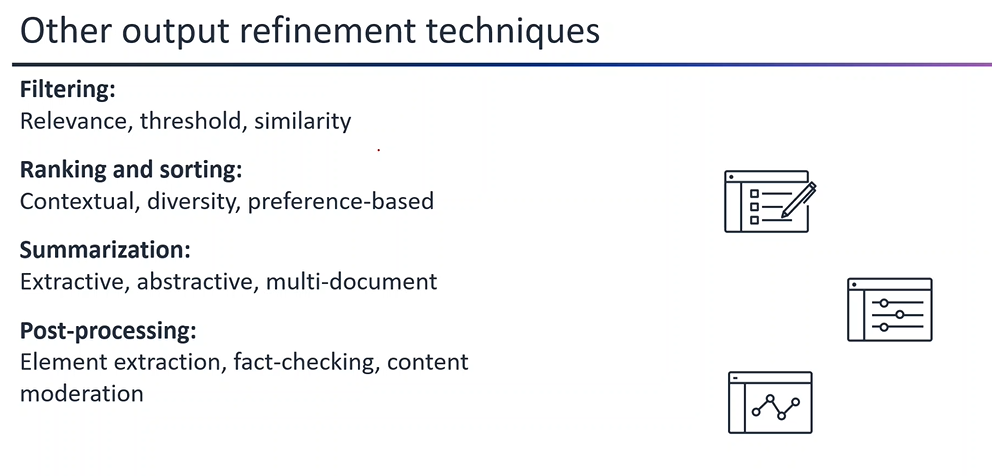 Other output refinement techniques
Filtering:
Relevance, threshold, similarity
Ranking and sorting:
Contextual, diversity, preference-based
Summarization:
Extractive, abstractive, multi-document
Post-processing:
Element extraction, fact-checking, content
moderation